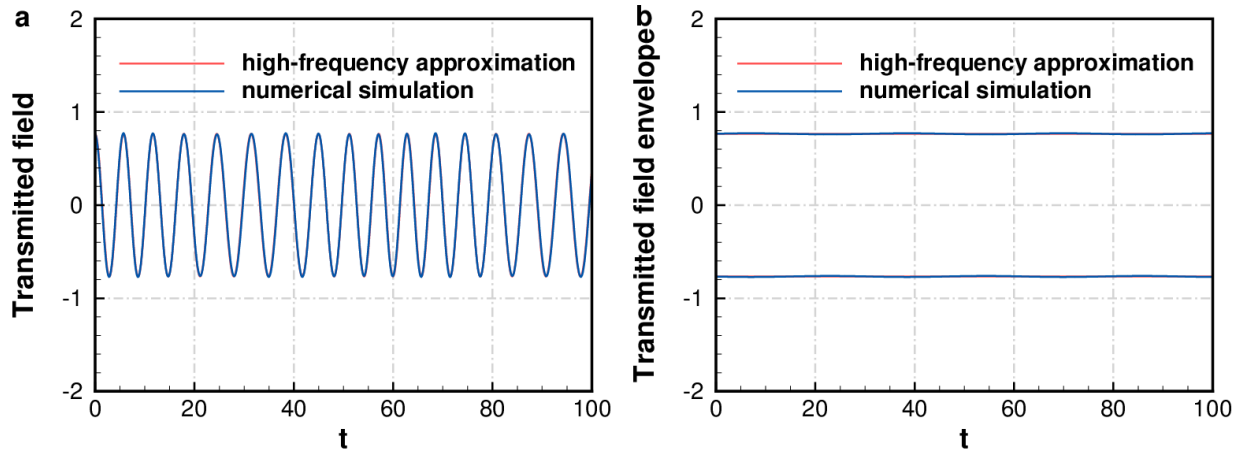 a
Transmitted field
2
1
0
-1
-2
high-frequency approximation
numerical simulation
0 20 40 60 80 100
t
b
Transmitted field envelope
2
1
0
-1
-2
high-frequency approximation
numerical simulation
0 20 40 60 80 100
t